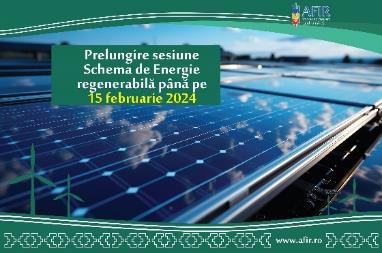 AFIR
Prelungire sesiune
Schema de Energie
regenerabilă până pe
15 februarie 2024
www.afir.ro